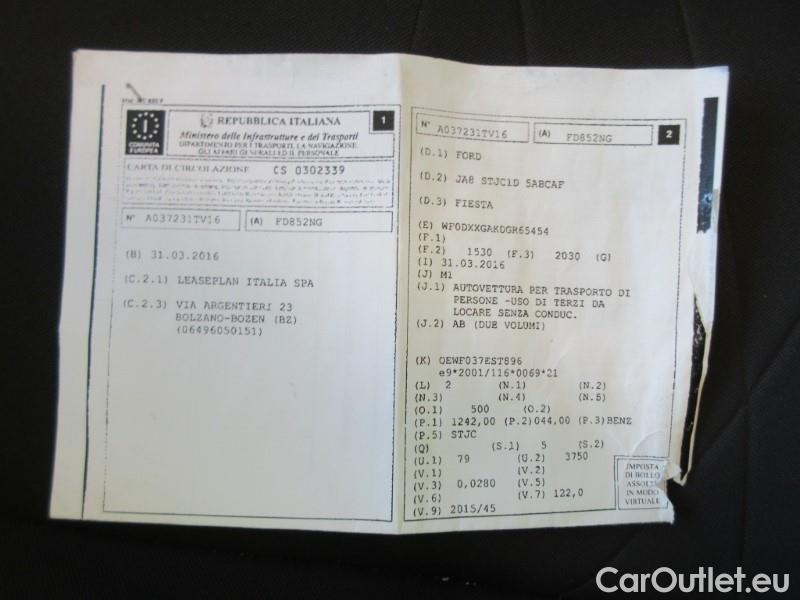 REPUBBLICA ITALIANA
1
Ministero delle Infrastrutture e dei Trasporti
DIPARTIMENTO PER I TRASPORTI, LA NAVIGAZIONE,
GLI AFFARI GENERALI ED IL PERSONALE
I
COMUNITA
EUROPEA
CARTA DI CIRCOLAZIONE CS 0302339
N° A037231TV16 (A) FD852NG
(B) 31.03.2016
(C.2.1) LEASEPLAN ITALIA SPA
(C.2.3) VIA ARGENTIERI 23
BOLZANO-BOZEN (BZ)
(06496050151)
N° A037231TV16 (A) FD852NG 2
(D.1) FORD
(D.2) JA8 STJC1D 5ABCAF
(D.3) FIESTA
(E) WF0DXXGAKDGR65454
(F.1)
(F.2) 1530 (F.3) 2030 (G)
(I) 31.03.2016
(J) M1
(J.1) AUTOVETTURA PER TRASPORTO DI
PERSONE -USO DI TERZI DA
LOCARE SENZA CONDUC.
(J.2) AB (DUE VOLUMI)
(K) OEWF037EST896
e9*2001/116*0069*21
(L) 2 (N.1) (N.2)
(N.3) (N.4) (N.5)
(O.1) 500 (O.2)
(P.1) 1242,00 (P.2)044,00 (P.3)BENZ
(P.5) STJC
(Q) (S.1) 5 (S.2)
(U.1) 79 (U.2) 3750
(V.1) (V.2)
(V.3) 0,0280 (V.5)
(V.6) (V.7) 122,0
(V.9) 2015/45
IMPOSTA
DI BOLLO
ASSOLTA
IN MODO
VIRTUALE
CarOutlet.eu